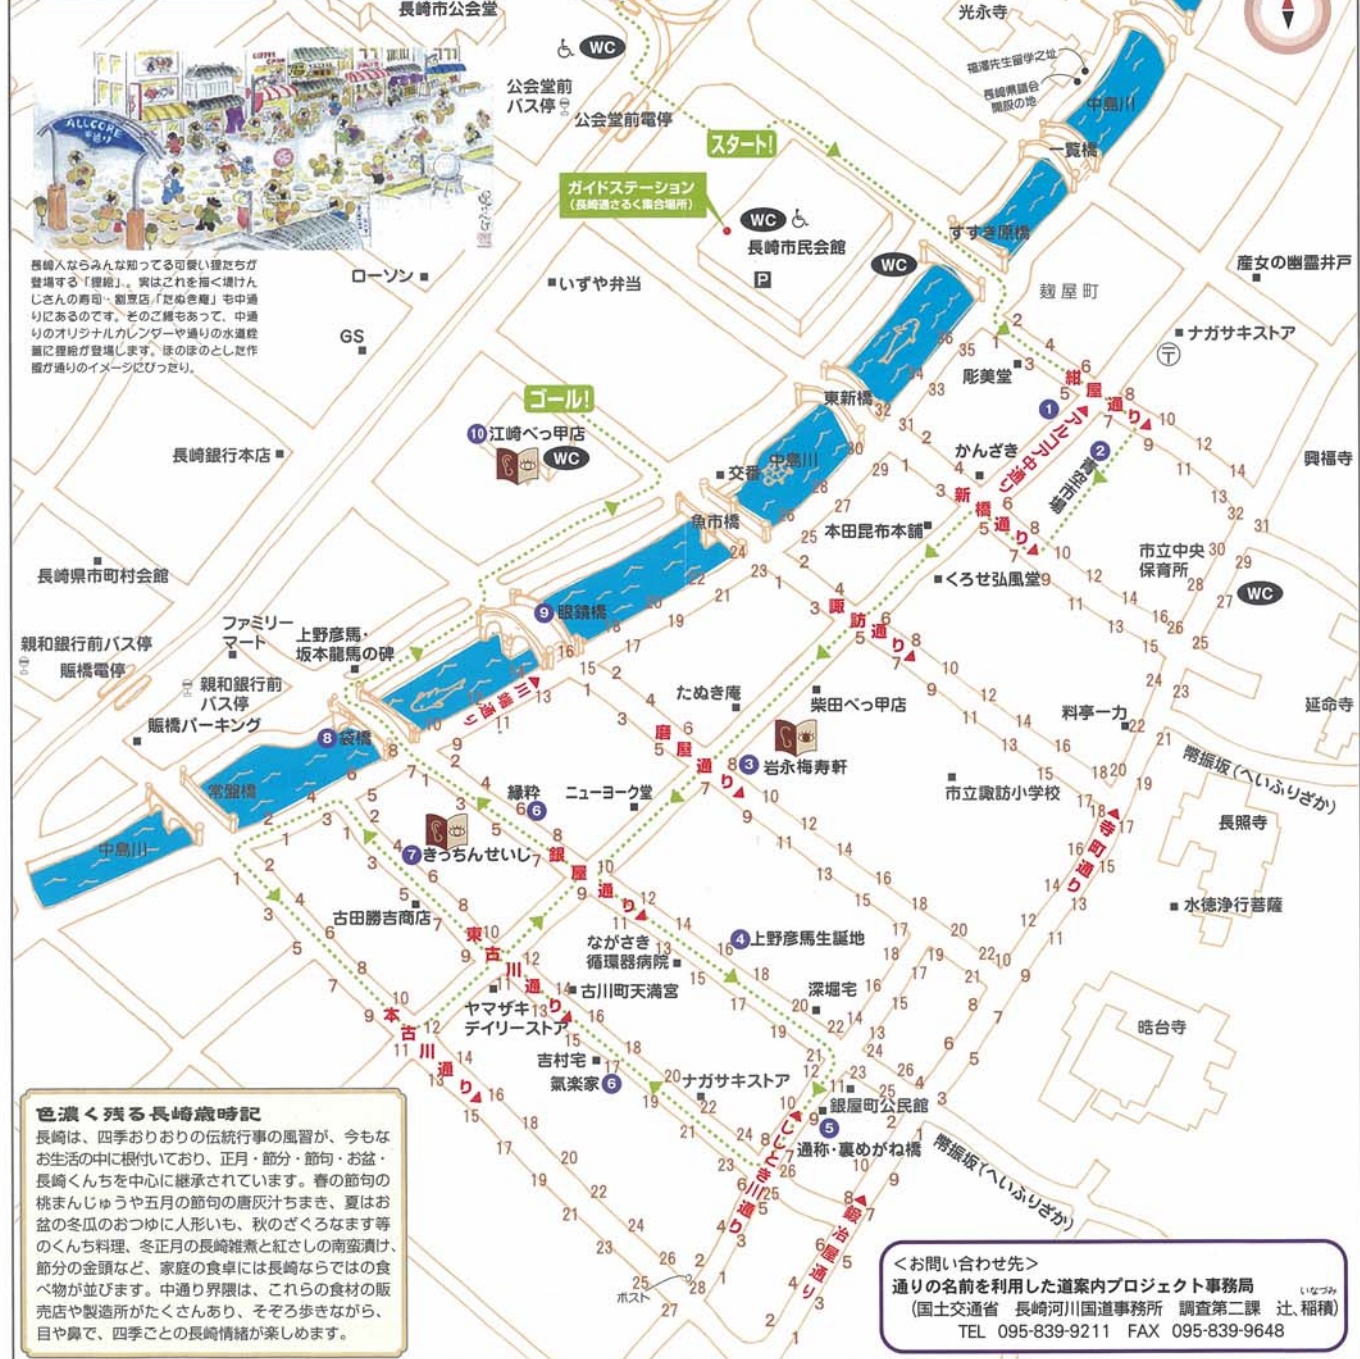 長崎市公会堂
光永寺
WC
福澤先生留学之址
長崎県議会
開設の地
中島川
公会堂前
バス停
公会堂前電停
スタート!
一覧橋
ガイドステーション
(長崎通さるく集合場所)
WC
長崎市民会館
P
すすき原橋
WC
産女の幽霊井戸
ALLCORE
中通り
長崎人ならみんな知ってる可愛い狸たちが
登場する「狸絵」。実はこれを描く境けん
じさんの寿司・割烹店「たぬき庵」も中通
りにあるのです。そのご縁もあって、中通
りのオリジナルカレンダーや通りの水道栓
蓋に狸絵が登場します。ほのぼのとした作
風が通りのイメージにぴったり。
ローソン
いずや弁当
麹屋町
ナガサキストア
〒
GS
彫美堂
紺屋通り
東新橋
ゴール!
10 江崎べっ甲店
WC
1 アルコア中通り
2 青空市場
かんざき
興福寺
長崎銀行本店
交番
中島川
新橋通り
魚市橋
本田昆布本舗
市立中央
保育所
くろせ弘風堂
WC
長崎県市町村会館
9 眼鏡橋
諏訪通り
ファミリー
マート
上野彦馬・
坂本龍馬の碑
親和銀行前バス停
賑橋電停
親和銀行前
バス停
賑橋パーキング
川端通り
たぬき庵
柴田べっ甲店
料亭一力
延命寺
8 袋橋
磨屋通り
3 岩永梅寿軒
幣振坂(へいふりざか)
常盤橋
縁粋
6
ニューヨーク堂
市立諏訪小学校
長照寺
中島川
7 きっちんせいじ
銀屋通り
寺町通り
古田勝吉商店
水徳浄行菩薩
東古川通り
ながさき
循環器病院
4 上野彦馬生誕地
古川町天満宮
深堀宅
ヤマザキ
デイリーストア
本古川通り
晧台寺
吉村宅
氣楽家 6
ナガサキストア
銀屋町公民館
5
通称・裏めがね橋
ししとき川通り
幣振坂(へいふりざか)
鍛冶屋通り
ポスト
色濃く残る長崎歳時記
長崎は、四季おりおりの伝統行事の風習が、今もな
お生活の中に根付いており、正月・節分・節句・お盆・
長崎くんちを中心に継承されています。春の節句の
桃まんじゅうや五月の節句の唐灰汁ちまき、夏はお
盆の冬瓜のおつゆに人形いも、秋のざくろなます等
のくんち料理、冬正月の長崎雑煮と紅さしの南蛮漬け、
節分の金頭など、家庭の食卓には長崎ならではの食
べ物が並びます。中通り界隈は、これらの食材の販
売店や製造所がたくさんあり、そぞろ歩きながら、
目や鼻で、四季ごとの長崎情緒が楽しめます。
<お問い合わせ先>
通りの名前を利用した道案内プロジェクト事務局
いなづみ
(国土交通省 長崎河川国道事務所 調査第二課 辻、稲積)
TEL 095-839-9211 FAX 095-839-9648